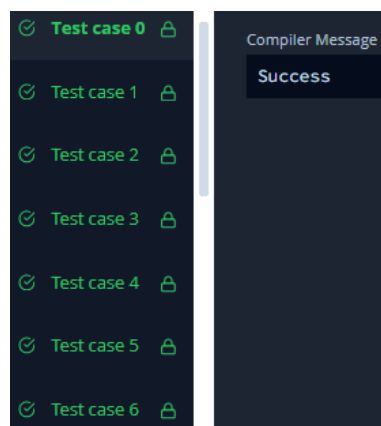 Test case 0
Compiler Message
Success
Test case 1
Test case 2
Test case 3
Test case 4
Test case 5
Test case 6